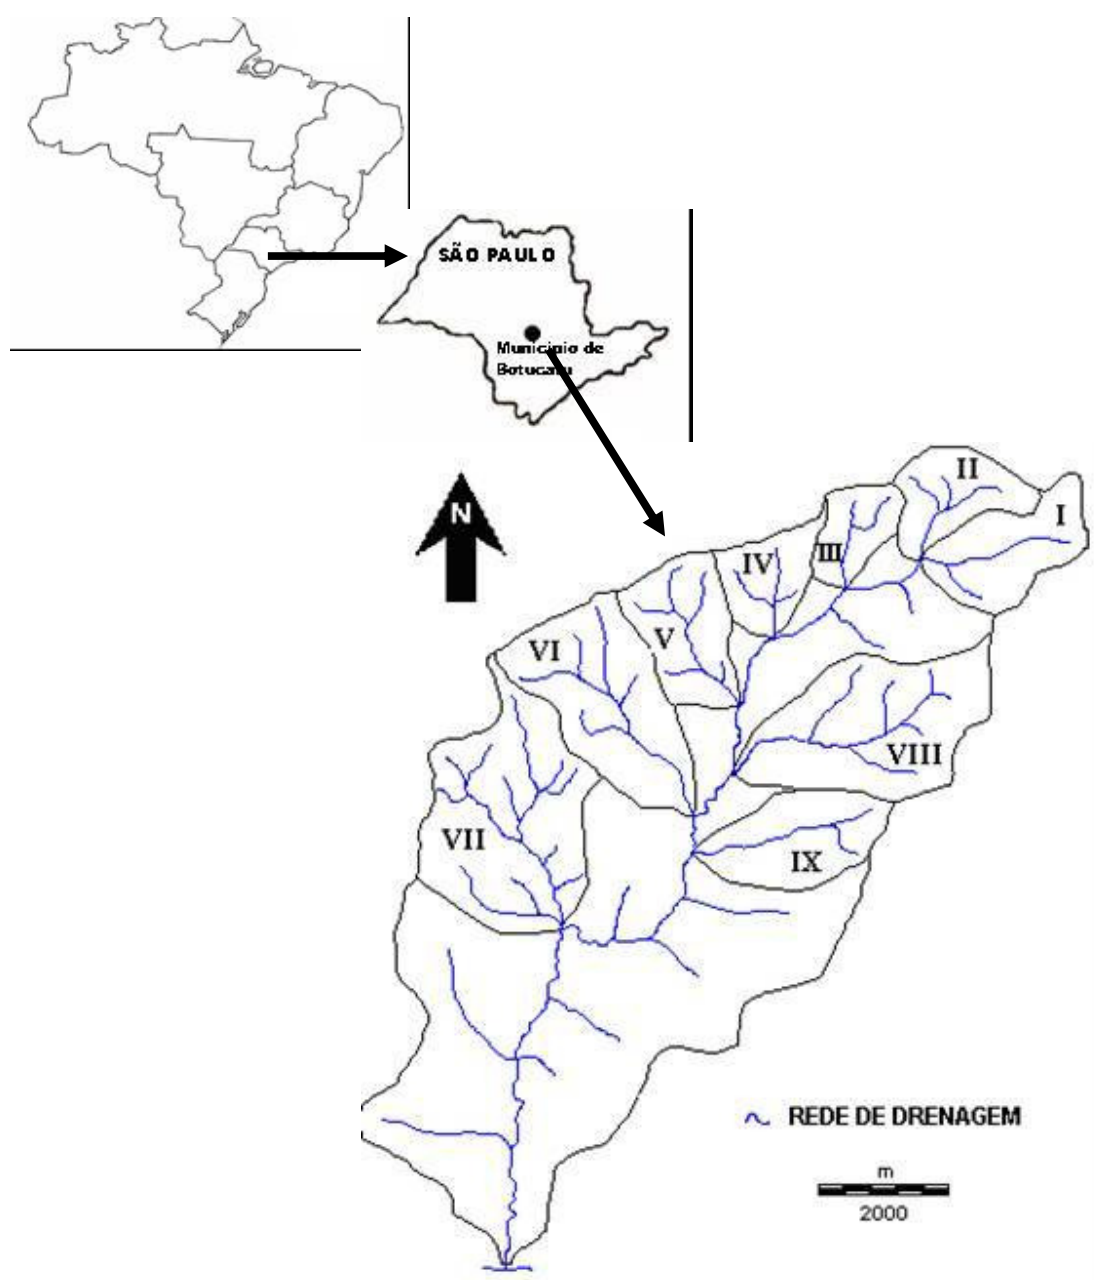 SÃO PAULO
Município de
Botucatu
N
II
I
III
IV
V
VI
VIII
VII
IX
REDE DE DRENAGEM
m
2000